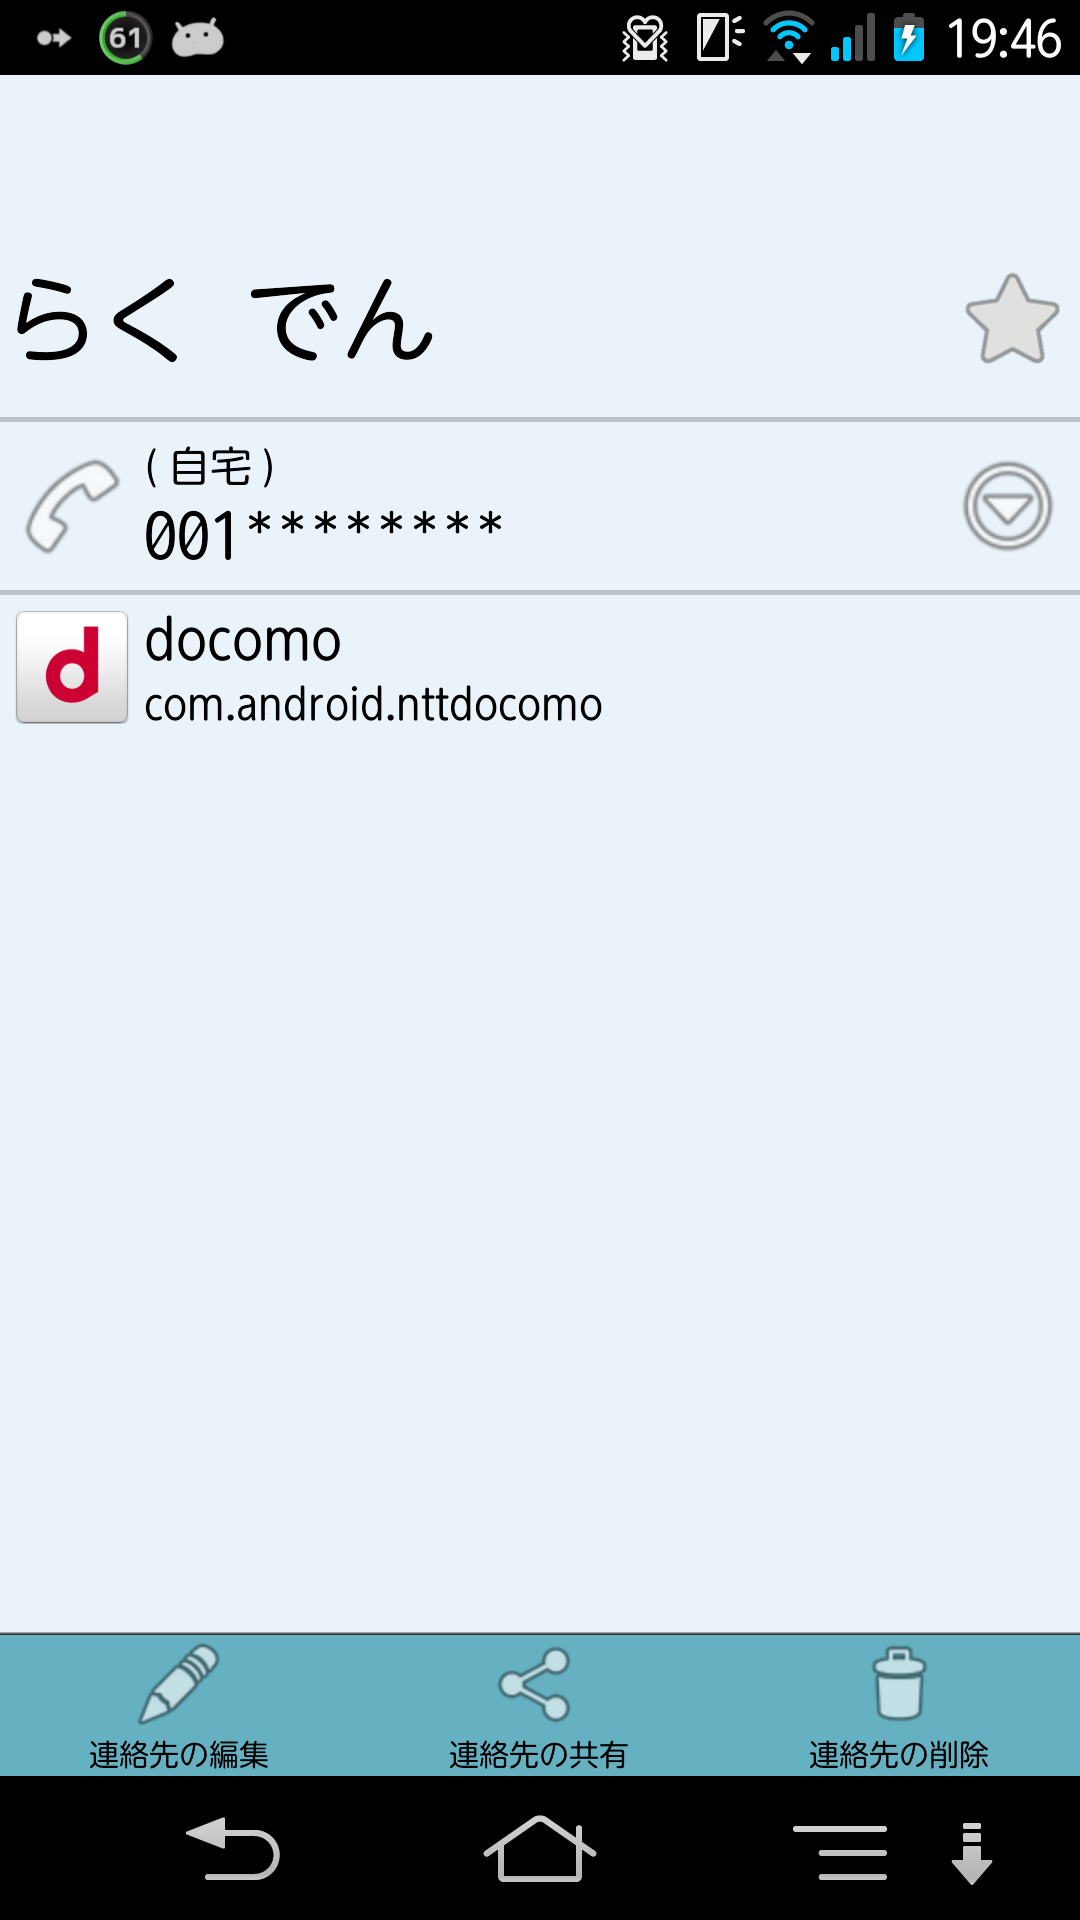 61 19:46
らく でん
(自宅)
001********
d
docomo
com.android.nttdocomo
連絡先の編集 連絡先の共有 連絡先の削除